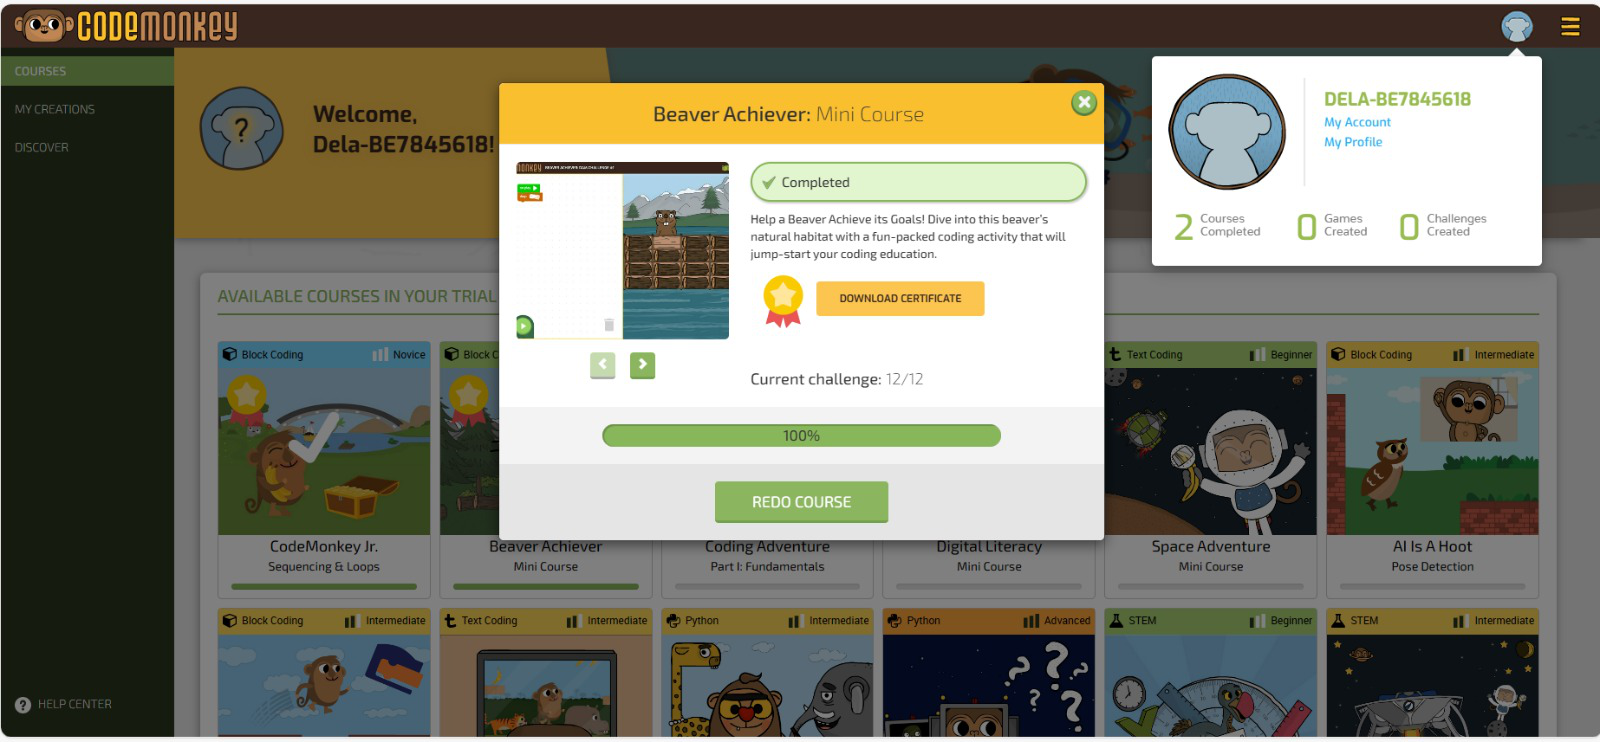 CODEMONKEY
COURSES
MY CREATIONS
DISCOVER
HELP CENTER
Welcome,
Dela-BE7845618!
DELA-BE7845618
My Account
My Profile
2 Courses Completed
0 Games Created
0 Challenges Created
Beaver Achiever: Mini Course
MONKEY BEAVER ACHIEVER
Completed
Help a Beaver Achieve its Goals! Dive into this beaver's
natural habitat with a fun-packed coding activity that will
jump-start your coding education.
DOWNLOAD CERTIFICATE
Current challenge: 12/12
100%
REDO COURSE
AVAILABLE COURSES IN YOUR TRIAL
Block Coding Novice
Block C
Text Coding Beginner
Block Coding Intermediate
CodeMonkey Jr.
Sequencing & Loops
Beaver Achiever
Mini Course
Coding Adventure
Part I: Fundamentals
Digital Literacy
Mini Course
Space Adventure
Mini Course
AI Is A Hoot
Pose Detection
Block Coding Intermediate
Text Coding Intermediate
Python Intermediate
Python Advanced
STEM Beginner
STEM Intermediate